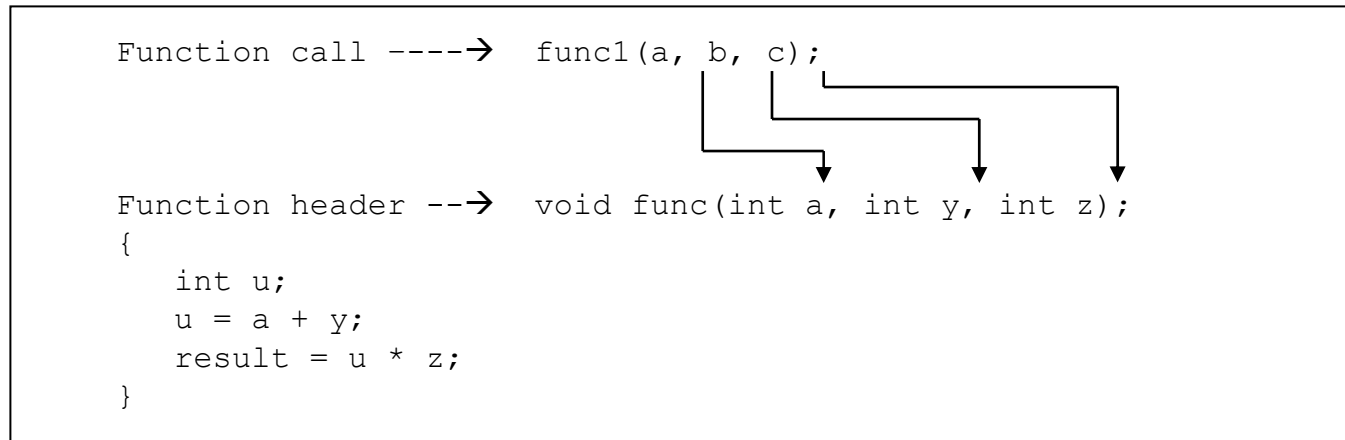 Function call ----→ func1(a, b, c);
Function header --→ void func(int a, int y, int z);
{
int u;
u = a + y;
result = u * z;
}